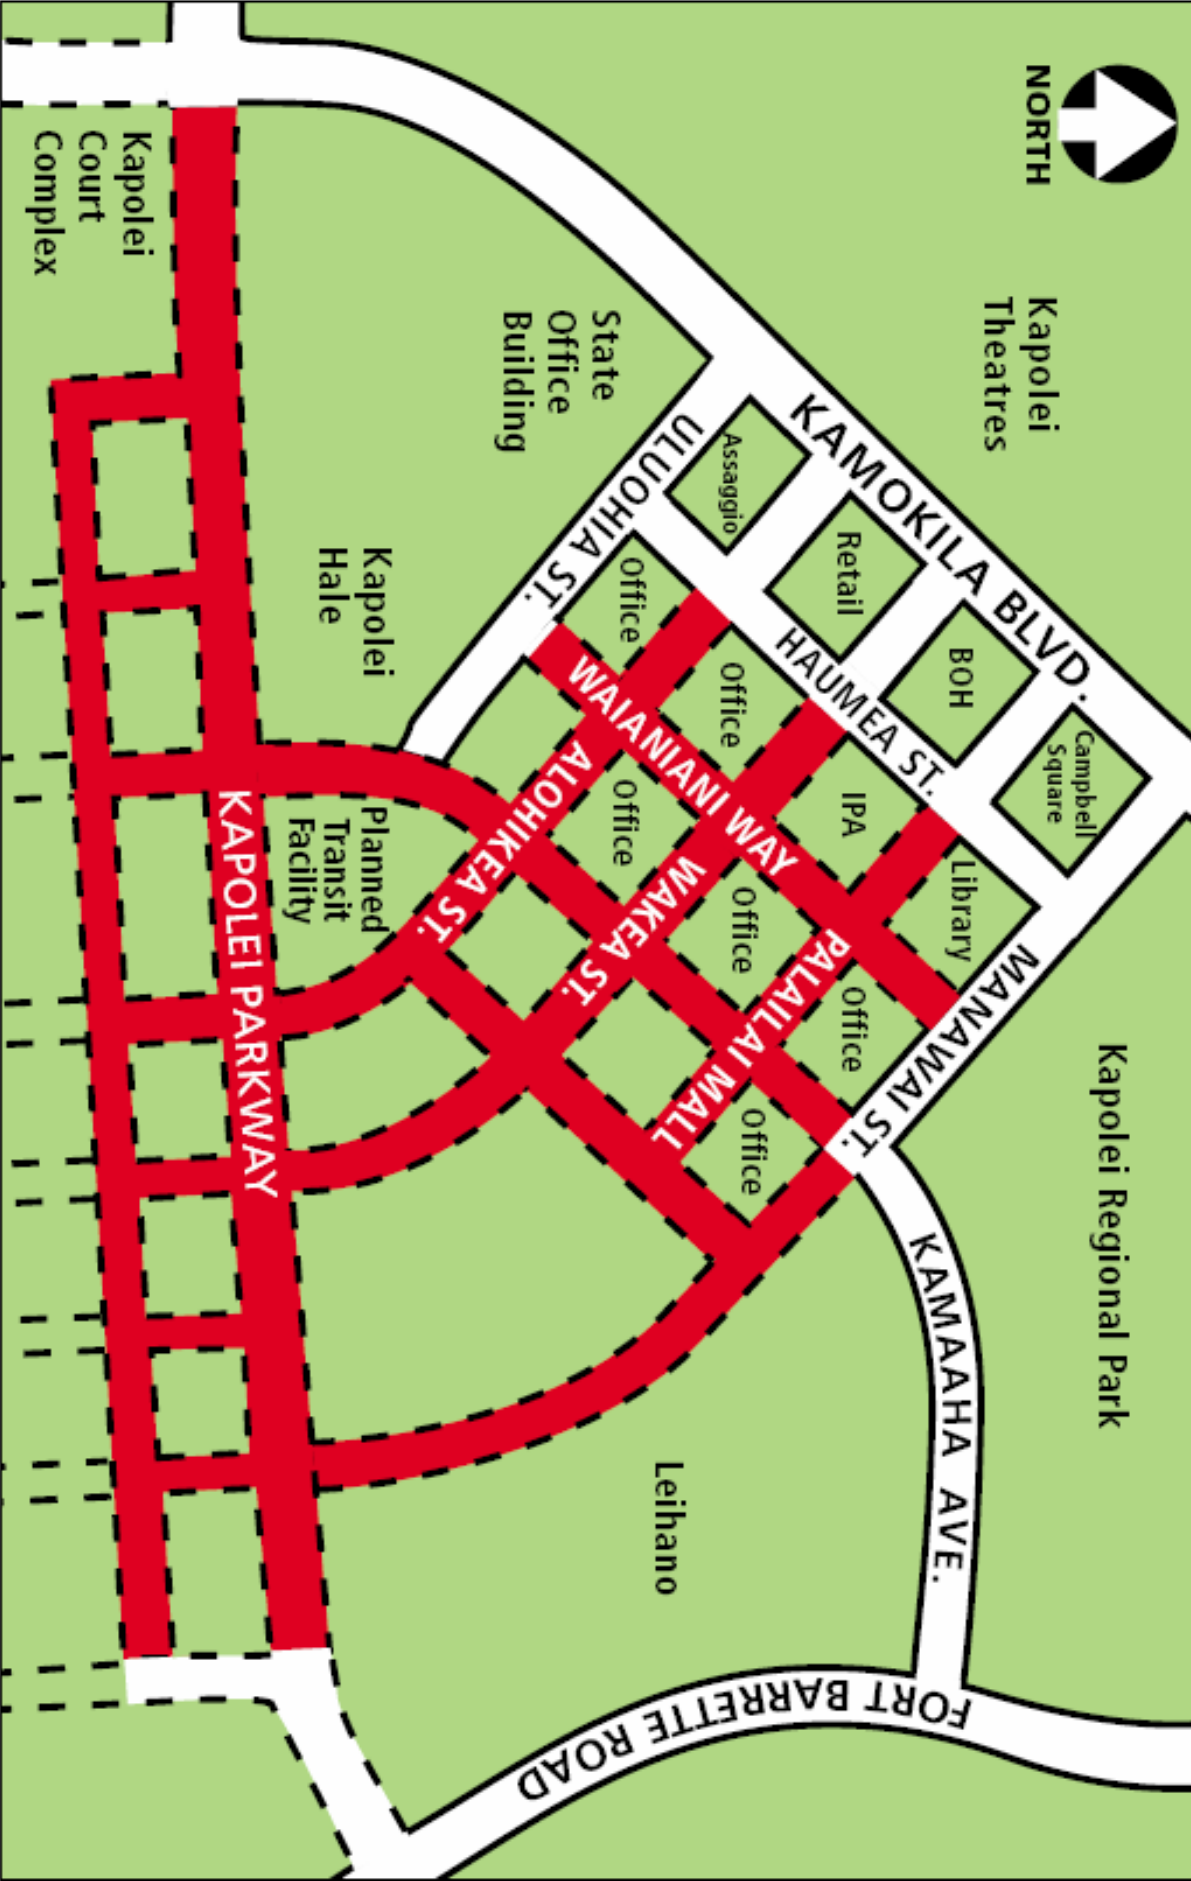 NORTH
Kapolei
Theatres
KAMOKILA BLVD.
Campbell
Square
BOH
Retail
Assaggio
HAUMEA ST.
ULUOHIA ST.
State
Office
Building
Kapolei Regional Park
MANAWAI ST.
Library
IPA
Office
Office
WAIANIANI WAY
Office
Office
Office
Office
PALAILAI MALL
WAKEA ST.
ALOHIKEA ST.
KAMAAHA AVE.
FORT BARRETTE ROAD
Leihano
Kapolei
Hale
Planned
Transit
Facility
KAPOLEI PARKWAY
Kapolei
Court
Complex